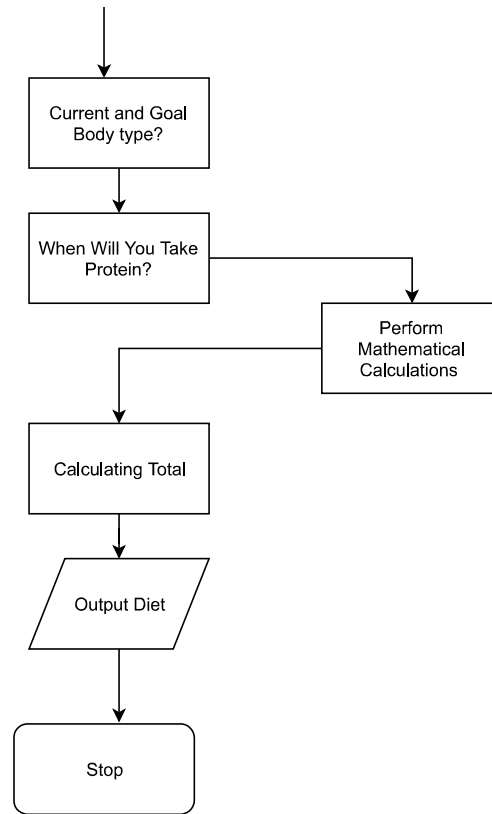 Current and Goal
Body type?
When Will You Take
Protein?
Perform
Mathematical
Calculations
Calculating Total
Output Diet
Stop